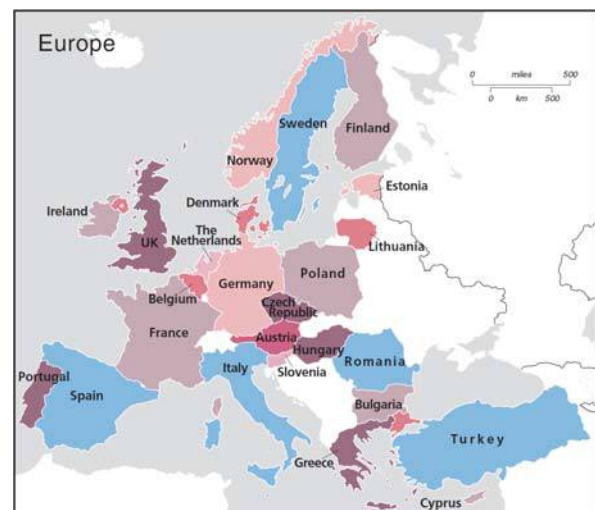 Europe
0 miles 500
0 km 500
Sweden
Finland
Norway
Estonia
Denmark
Ireland
The
Netherlands
UK
Lithuania
Poland
Germany
Belgium
Czech
Republic
France
Austria
Hungary
Slovenia
Italy
Romania
Portugal
Spain
Bulgaria
Turkey
Greece
Cyprus